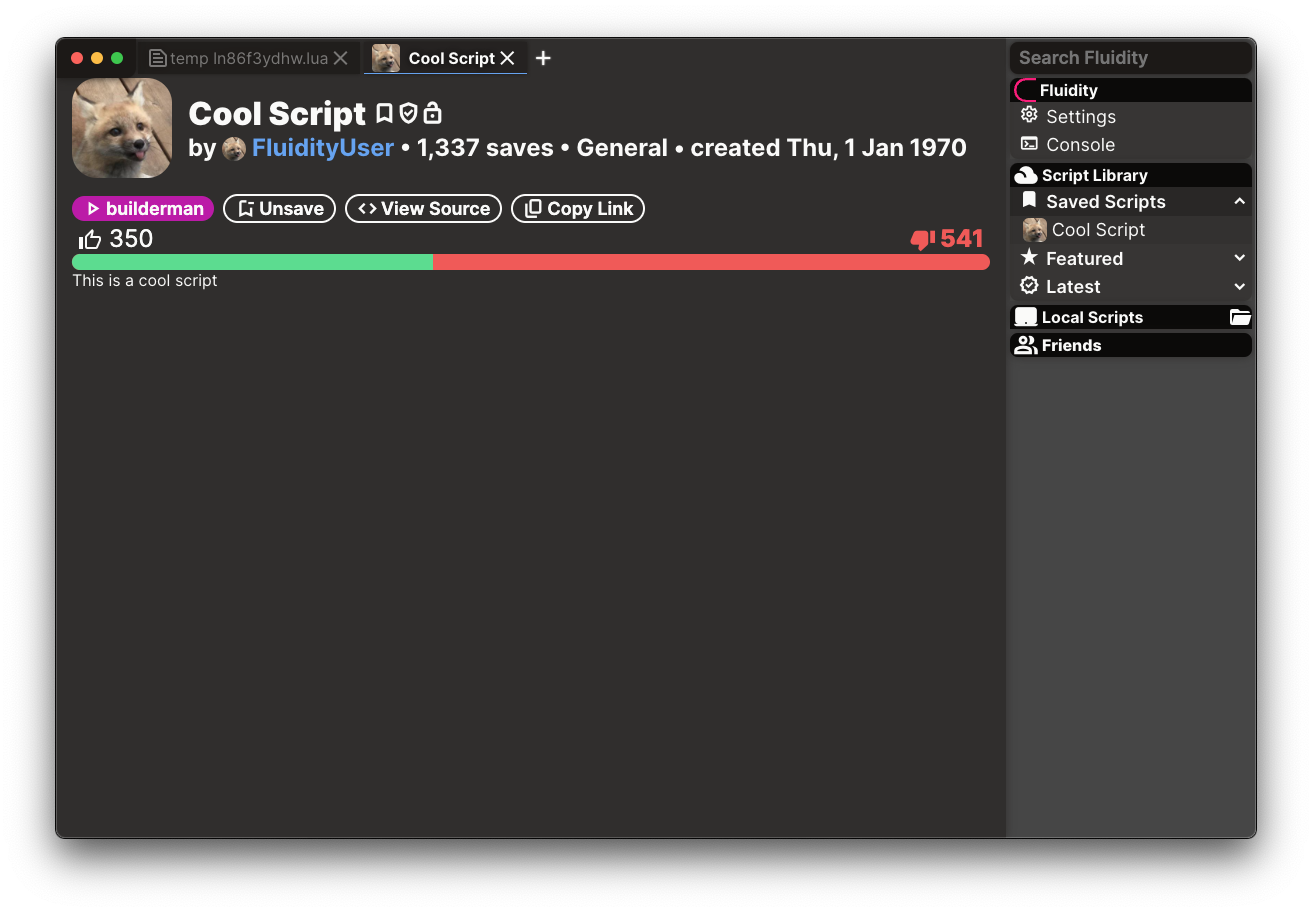 temp ln86f3ydhw.lua
Cool Script
Search Fluidity
Cool Script
by FluidityUser • 1,337 saves • General • created Thu, 1 Jan 1970
builderman
Unsave
View Source
Copy Link
350
541
This is a cool script
Fluidity
Settings
Console
Script Library
Saved Scripts
Cool Script
Featured
Latest
Local Scripts
Friends